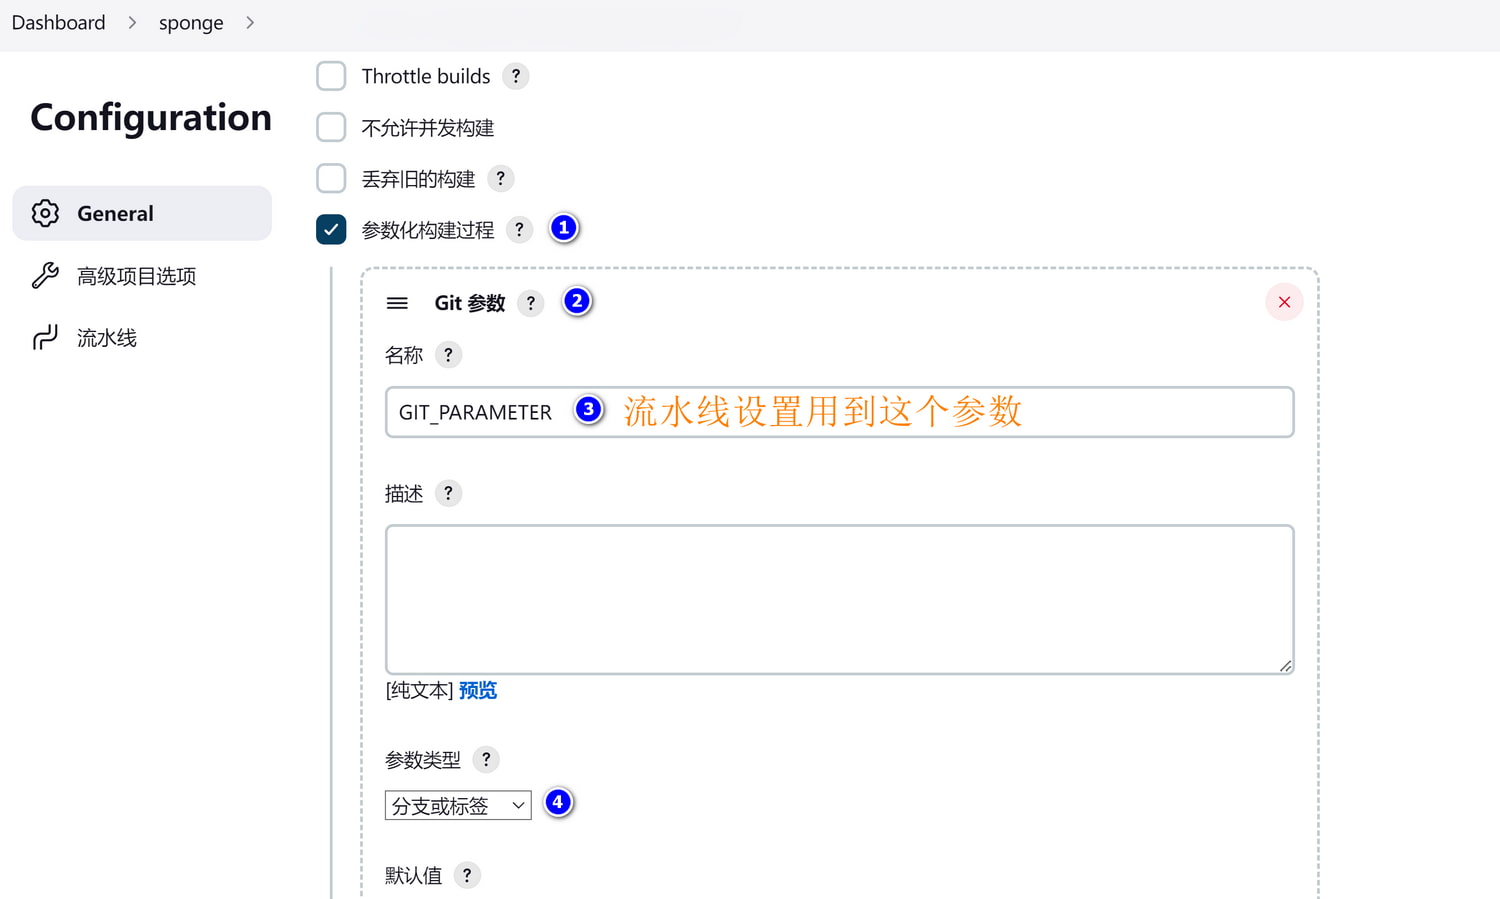 Dashboard > sponge >
Configuration
General
高级项目选项
流水线
Throttle builds ?
不允许并发构建
丢弃旧的构建 ?
参数化构建过程 ? 1
Git 参数 ? 2
名称 ?
GIT_PARAMETER 3 流水线设置用到这个参数
描述 ?
[纯文本] 预览
参数类型 ?
分支或标签 4
默认值 ?